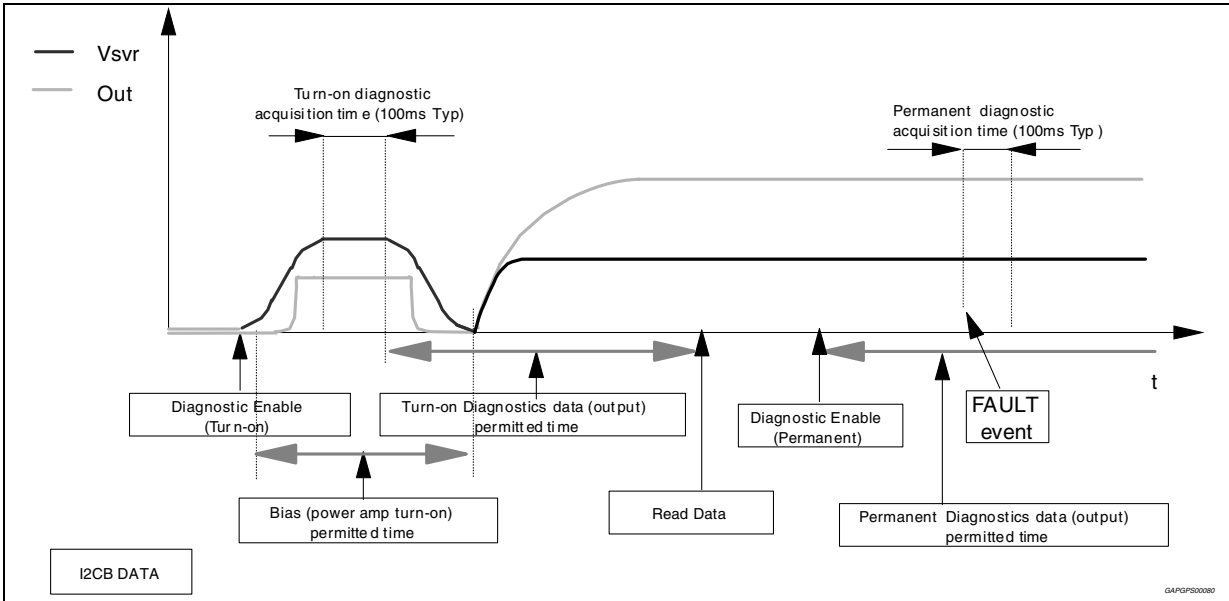 Vsvr
Out
Turn-on diagnostic
acquisition time (100ms Typ)
Permanent diagnostic
acquisition time (100ms Typ)
t
Diagnostic Enable
(Turn-on)
Turn-on Diagnostics data (output)
permitted time
Diagnostic Enable
(Permanent)
FAULT
event
Bias (power amp turn-on)
permitted time
Read Data
Permanent Diagnostics data (output)
permitted time
I2CB DATA
GAPGPS00080